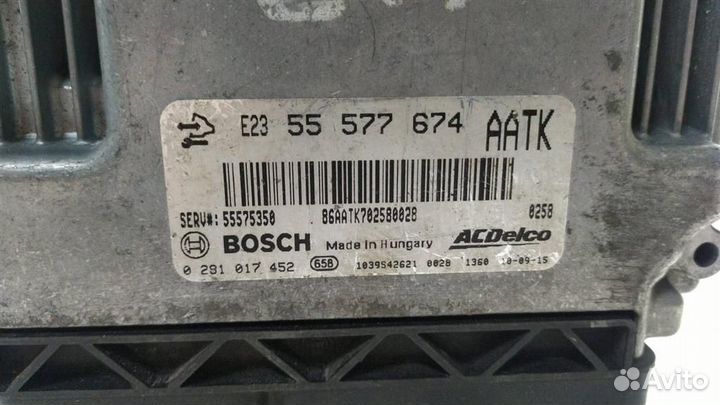 E23 55 577 674 AATK
SERV#: 55575350 86AATK702580028 0258
BOSCH Made in Hungary ACDelco
0 281 017 452 658 1039S42621 0028 1360 10-09-15
Avito